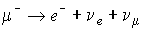 μ⁻ → e⁻ + ν_e + ν_μ